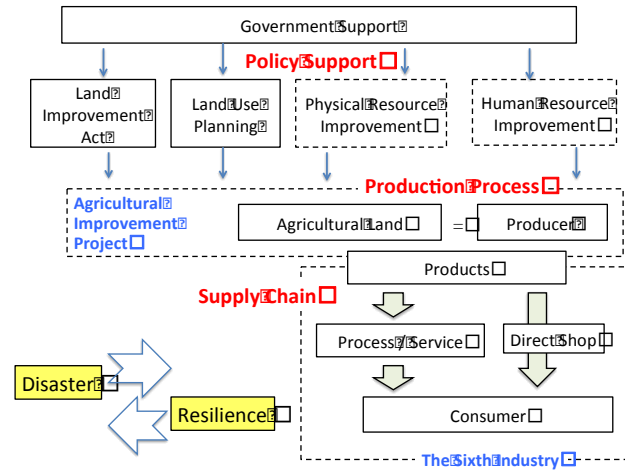 Government Support
Policy Support
Land
Improvement
Act
Land Use
Planning
Physical Resource
Improvement
Human Resource
Improvement
Production Process
Agricultural
Improvement
Project
Agricultural Land
=
Producer
Products
Supply Chain
Process / Service
Direct Shop
Disaster
Resilience
Consumer
The Sixth Industry